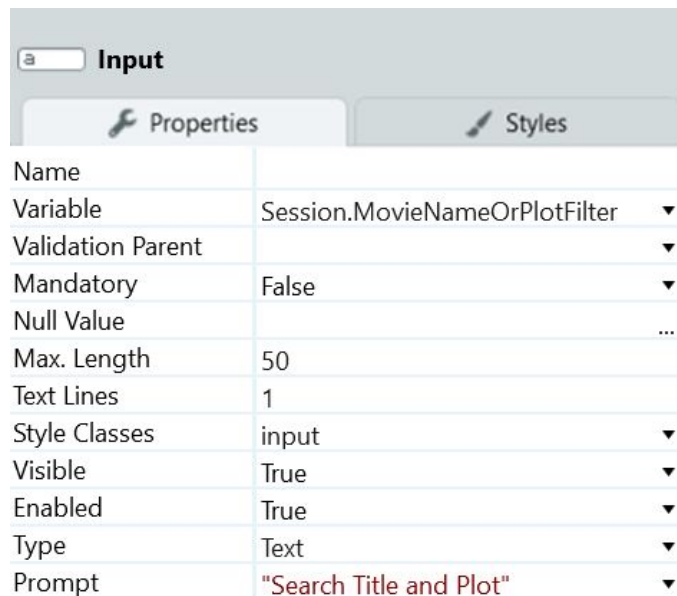 a Input
Properties Styles
Name
Variable Session.MovieNameOrPlotFilter
Validation Parent
Mandatory False
Null Value ...
Max. Length 50
Text Lines 1
Style Classes input
Visible True
Enabled True
Type Text
Prompt "Search Title and Plot"